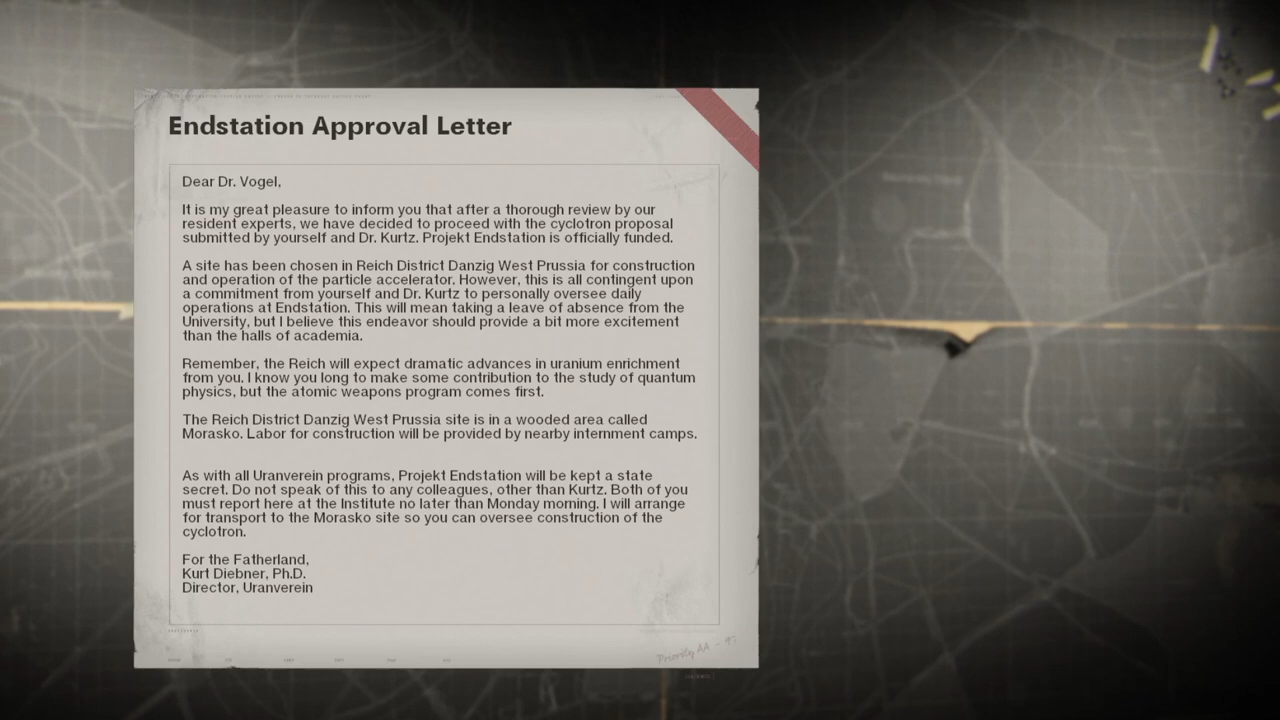 Endstation Approval Letter
Dear Dr. Vogel,
It is my great pleasure to inform you that after a thorough review by our
resident experts, we have decided to proceed with the cyclotron proposal
submitted by yourself and Dr. Kurtz. Projekt Endstation is officially funded.
A site has been chosen in Reich District Danzig West Prussia for construction
and operation of the particle accelerator. However, this is all contingent upon
a commitment from yourself and Dr. Kurtz to personally oversee daily
operations at Endstation. This will mean taking a leave of absence from the
University, but I believe this endeavor should provide a bit more excitement
than the halls of academia.
Remember, the Reich will expect dramatic advances in uranium enrichment
from you. I know you long to make some contribution to the study of quantum
physics, but the atomic weapons program comes first.
The Reich District Danzig West Prussia site is in a wooded area called
Morasko. Labor for construction will be provided by nearby internment camps.
As with all Uranverein programs, Projekt Endstation will be kept a state
secret. Do not speak of this to any colleagues, other than Kurtz. Both of you
must report here at the Institute no later than Monday morning. I will arrange
for transport to the Morasko site so you can oversee construction of the
cyclotron.
For the Fatherland,
Kurt Diebner, Ph.D.
Director, Uranverein
Priority AA